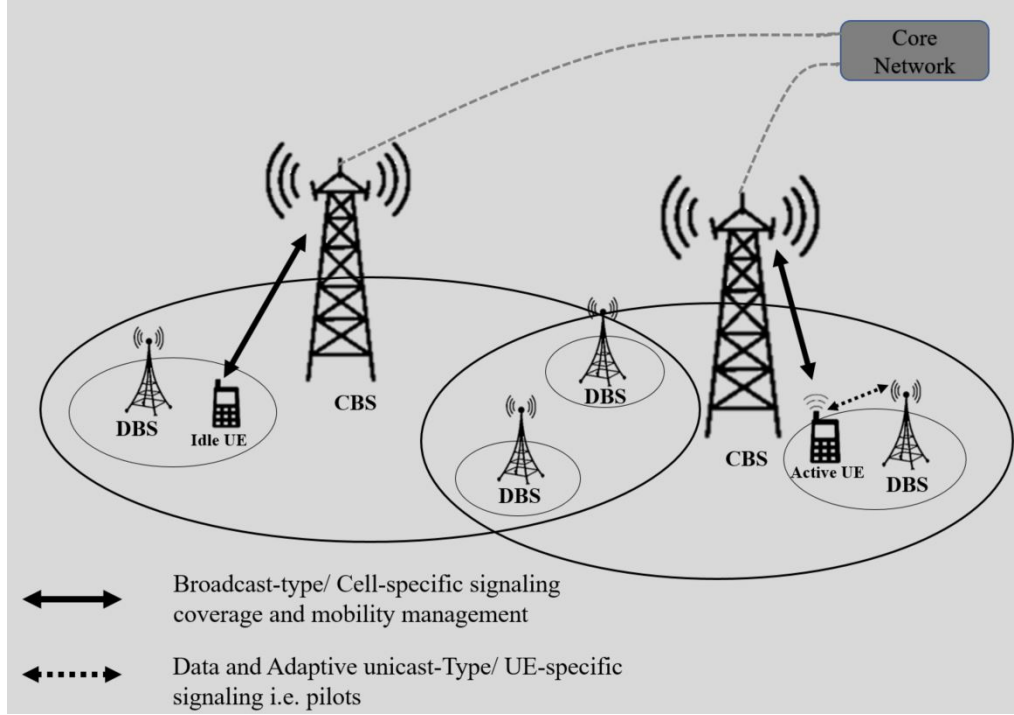 Core
Network
CBS
DBS
DBS
Idle UE
DBS
CBS
Active UE
DBS
Broadcast-type/ Cell-specific signaling
coverage and mobility management
Data and Adaptive unicast-Type/ UE-specific
signaling i.e. pilots